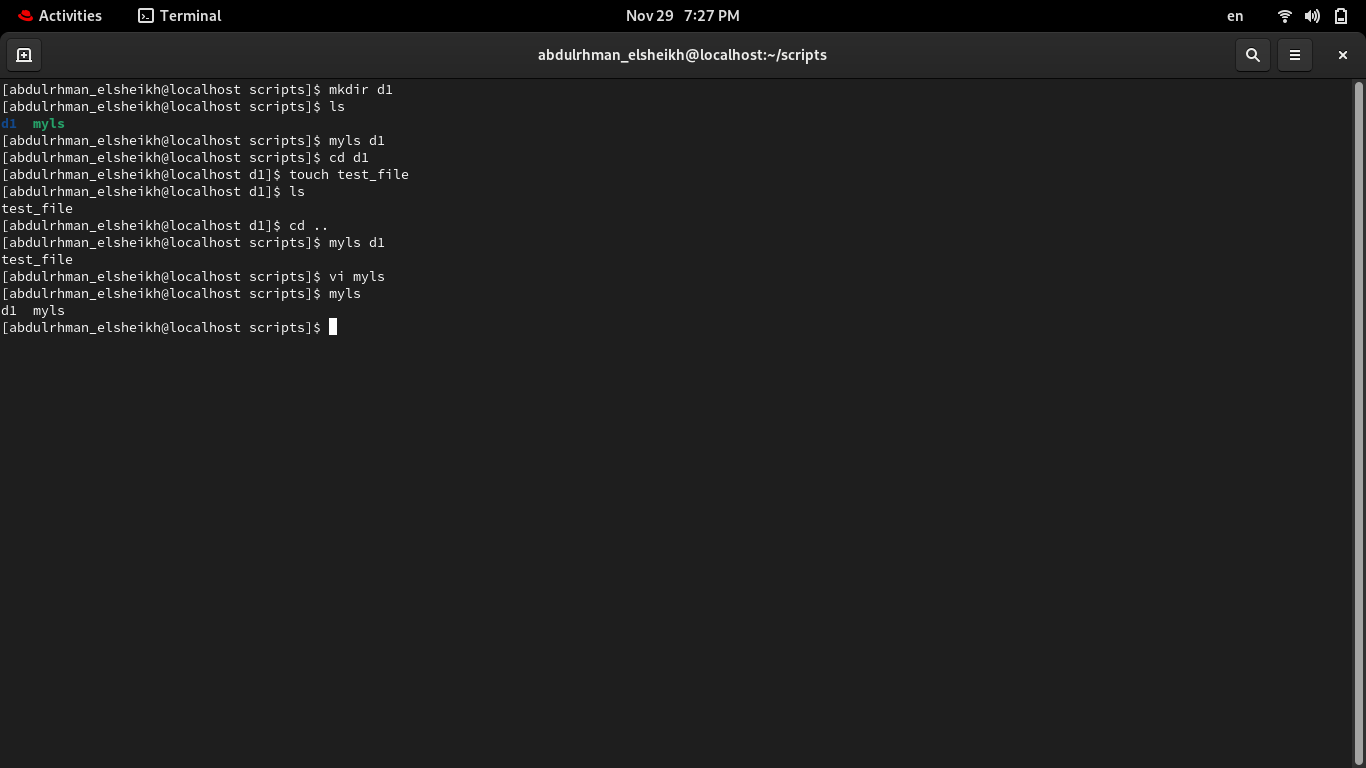 Activities Terminal Nov 29 7:27 PM en
abdulrhman_elsheikh@localhost:~/scripts
[abdulrhman_elsheikh@localhost scripts]$ mkdir d1
[abdulrhman_elsheikh@localhost scripts]$ ls
d1  myls
[abdulrhman_elsheikh@localhost scripts]$ myls d1
[abdulrhman_elsheikh@localhost scripts]$ cd d1
[abdulrhman_elsheikh@localhost d1]$ touch test_file
[abdulrhman_elsheikh@localhost d1]$ ls
test_file
[abdulrhman_elsheikh@localhost d1]$ cd ..
[abdulrhman_elsheikh@localhost scripts]$ myls d1
test_file
[abdulrhman_elsheikh@localhost scripts]$ vi myls
[abdulrhman_elsheikh@localhost scripts]$ myls
d1  myls
[abdulrhman_elsheikh@localhost scripts]$